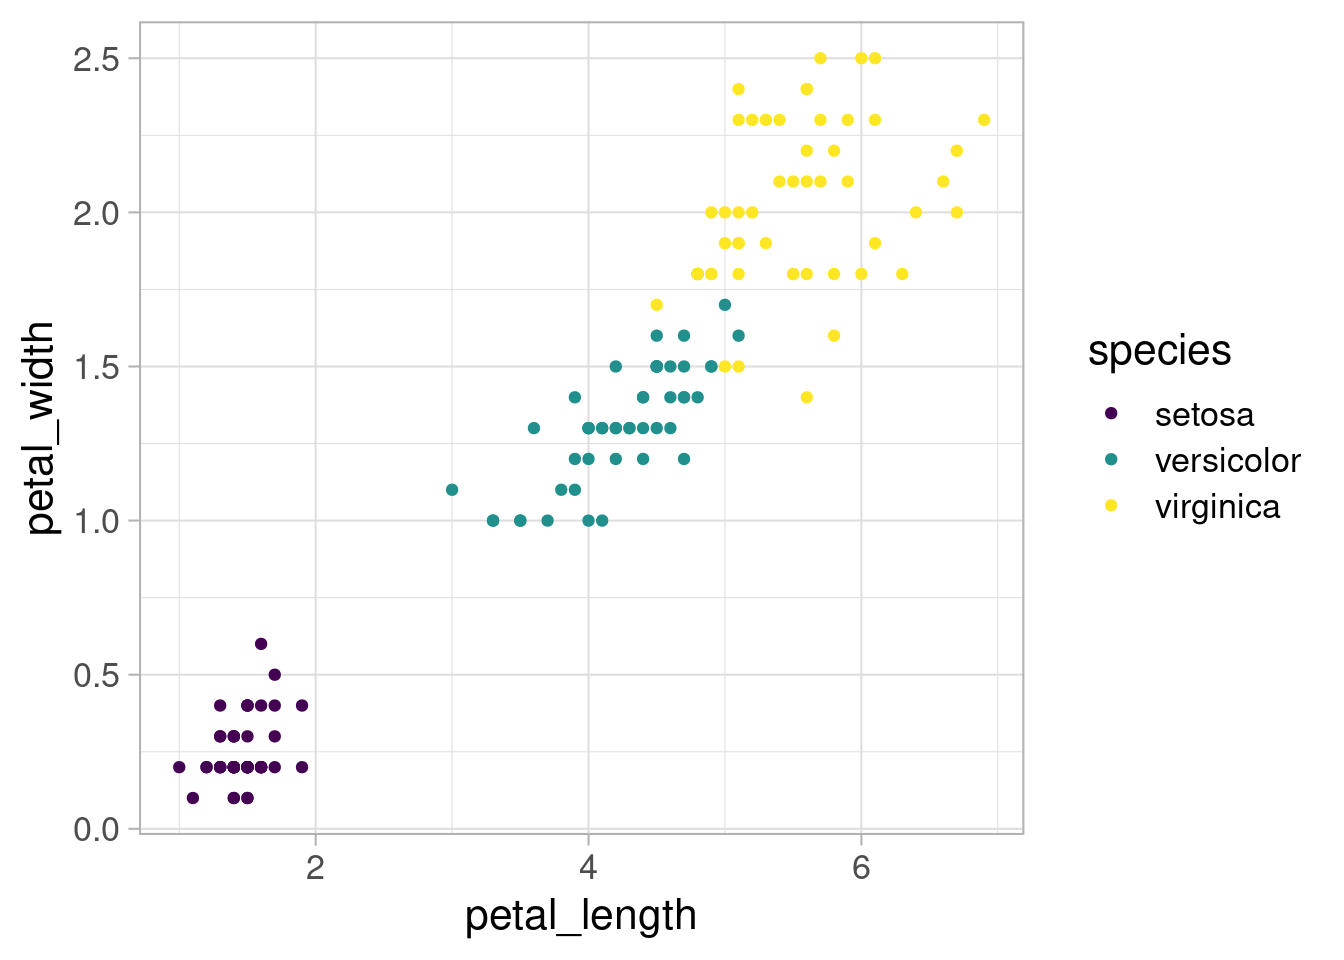 2.5
2.0
1.5
1.0
0.5
0.0
petal_width
2 4 6
petal_length
species
setosa
versicolor
virginica